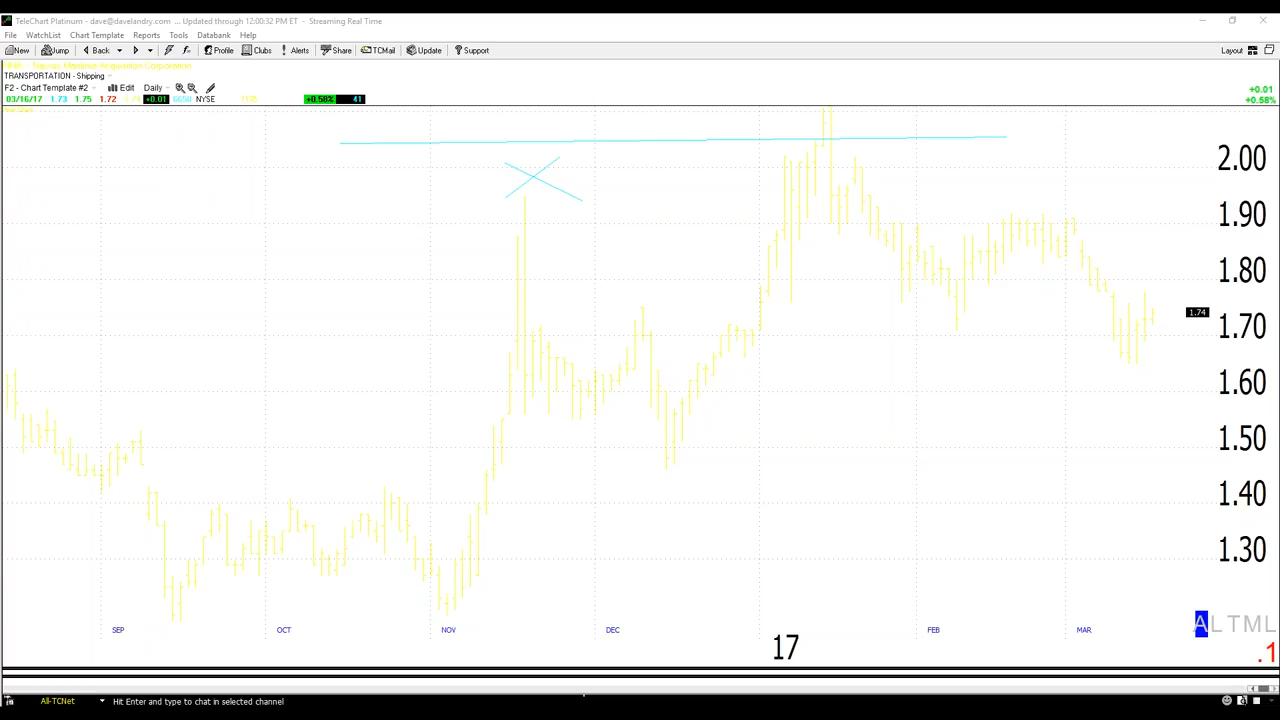 TeleChart Platinum - dave@davelandry.com ... Updated through 12:00:32 PM ET - Streaming Real Time
File WatchList Chart Template Reports Tools Databank Help
New Jump Back Profile Clubs Alerts Share TCMail Update Support Layout
Navios Maritime Acquisition Corporation
TRANSPORTATION - Shipping
F2 - Chart Template #2 Edit Daily
03/16/17 1.73 1.75 1.72 +0.01 NYSE +0.58% 41
+0.01
+0.58%
2.00
1.90
1.80
1.74
1.70
1.60
1.50
1.40
1.30
ALTML
SEP OCT NOV DEC 17 FEB MAR
.1
All-TCNet Hit Enter and type to chat in selected channel